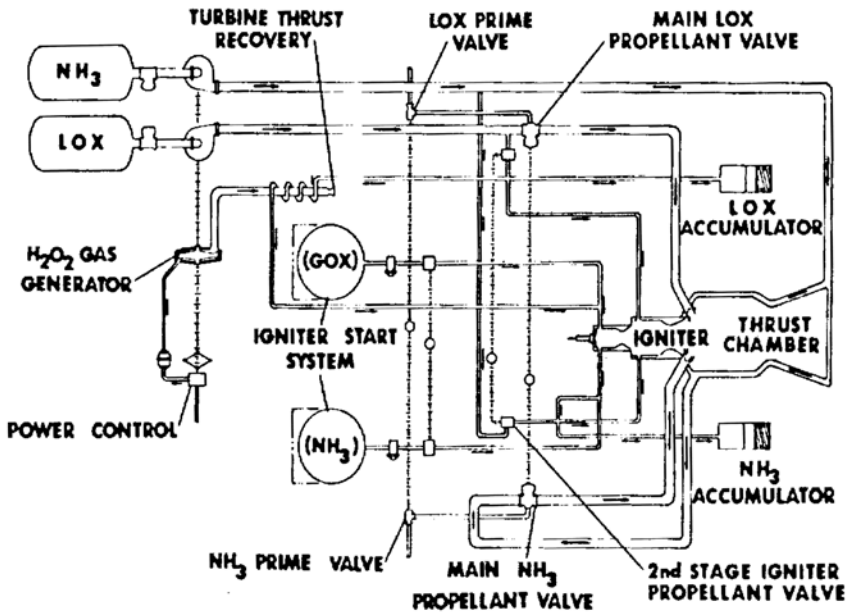 TURBINE THRUST
RECOVERY
LOX PRIME
VALVE
MAIN LOX
PROPELLANT VALVE
NH3
LOX
H2O2 GAS
GENERATOR
(GOX)
LOX
ACCUMULATOR
IGNITER START
SYSTEM
IGNITER
THRUST
CHAMBER
POWER CONTROL
(NH3)
NH3
ACCUMULATOR
NH3 PRIME VALVE
MAIN NH3
PROPELLANT VALVE
2nd STAGE IGNITER
PROPELLANT VALVE